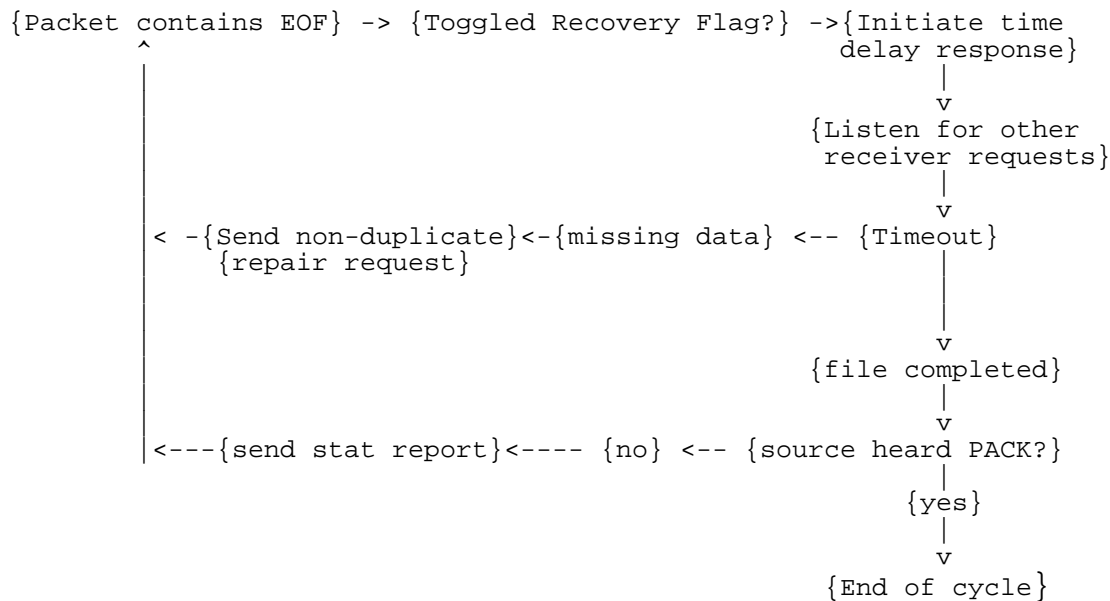 {Packet contains EOF} -> {Toggled Recovery Flag?} ->{Initiate time
^ delay response}
|
v
{Listen for other
receiver requests}
|
v
< -{Send non-duplicate}<-{missing data} <-- {Timeout}
{repair request}
|
v
{file completed}
|
v
<---{send stat report}<---- {no} <-- {source heard PACK?}
|
{yes}
|
v
{End of cycle}